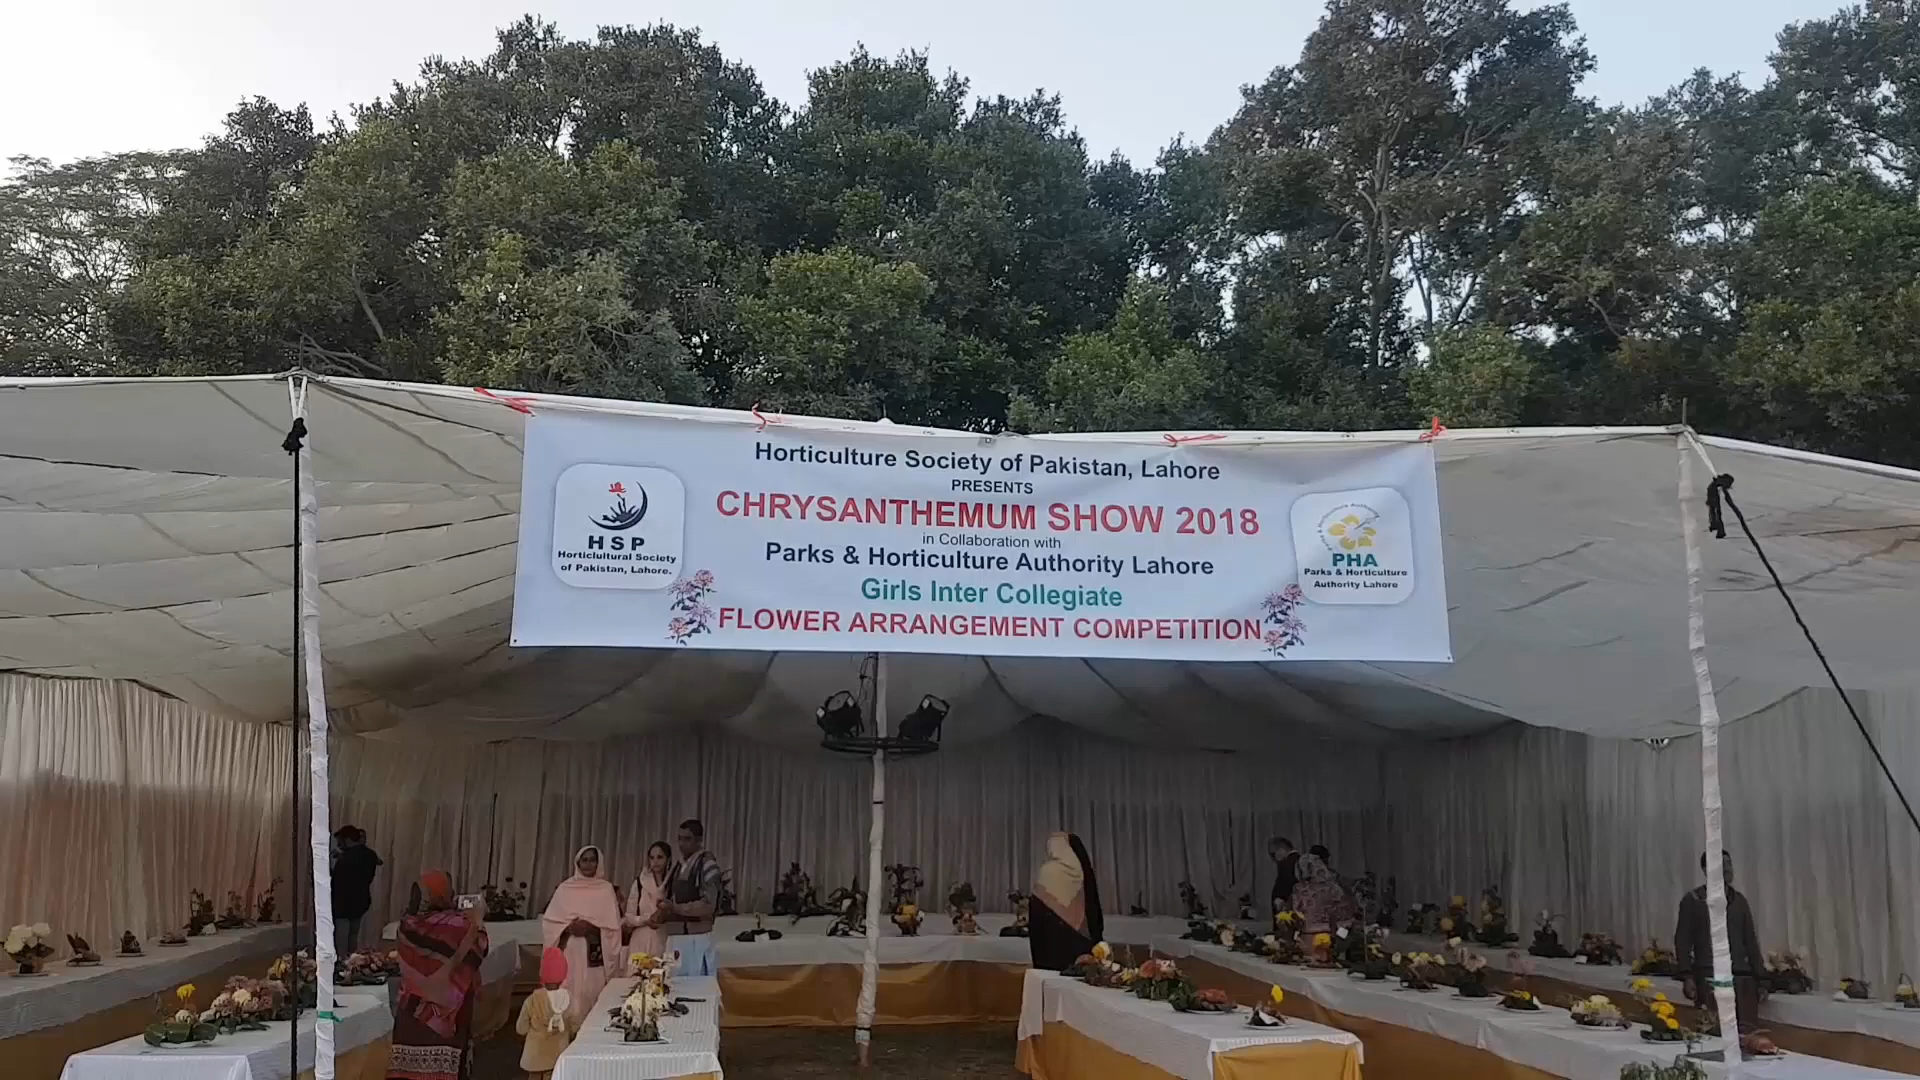 Horticulture Society of Pakistan, Lahore
PRESENTS
CHRYSANTHEMUM SHOW 2018
in Collaboration with
Parks & Horticulture Authority Lahore
Girls Inter Collegiate
FLOWER ARRANGEMENT COMPETITION
HSP
Horticlultural Society
of Pakistan, Lahore.
PHA
Parks & Horticulture
Authority Lahore